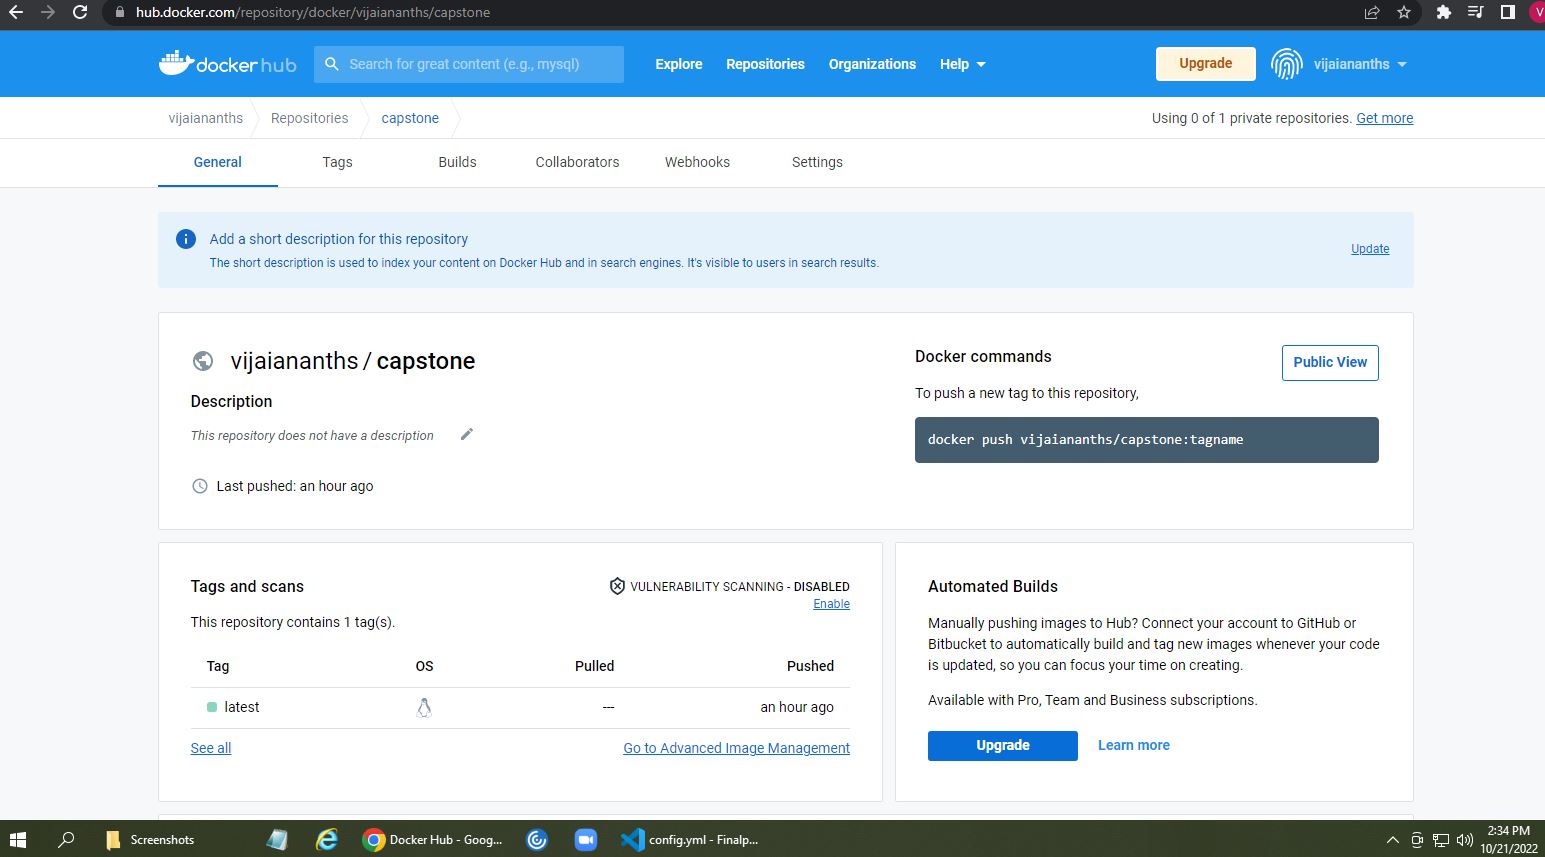 hub.docker.com/repository/docker/vijaiananths/capstone
V
docker hub
Search for great content (e.g., mysql)
Explore
Repositories
Organizations
Help
Upgrade
vijaiananths
vijaiananths
Repositories
capstone
Using 0 of 1 private repositories. Get more
General
Tags
Builds
Collaborators
Webhooks
Settings
Add a short description for this repository
The short description is used to index your content on Docker Hub and in search engines. It's visible to users in search results.
Update
vijaiananths / capstone
Description
This repository does not have a description
Last pushed: an hour ago
Docker commands
Public View
To push a new tag to this repository,
docker push vijaiananths/capstone:tagname
Tags and scans
VULNERABILITY SCANNING - DISABLED
Enable
This repository contains 1 tag(s).
Tag OS Pulled Pushed
latest --- an hour ago
See all
Go to Advanced Image Management
Automated Builds
Manually pushing images to Hub? Connect your account to GitHub or
Bitbucket to automatically build and tag new images whenever your code
is updated, so you can focus your time on creating.
Available with Pro, Team and Business subscriptions.
Upgrade
Learn more
Screenshots
Docker Hub - Goog...
config.yml - Finalp...
2:34 PM
10/21/2022